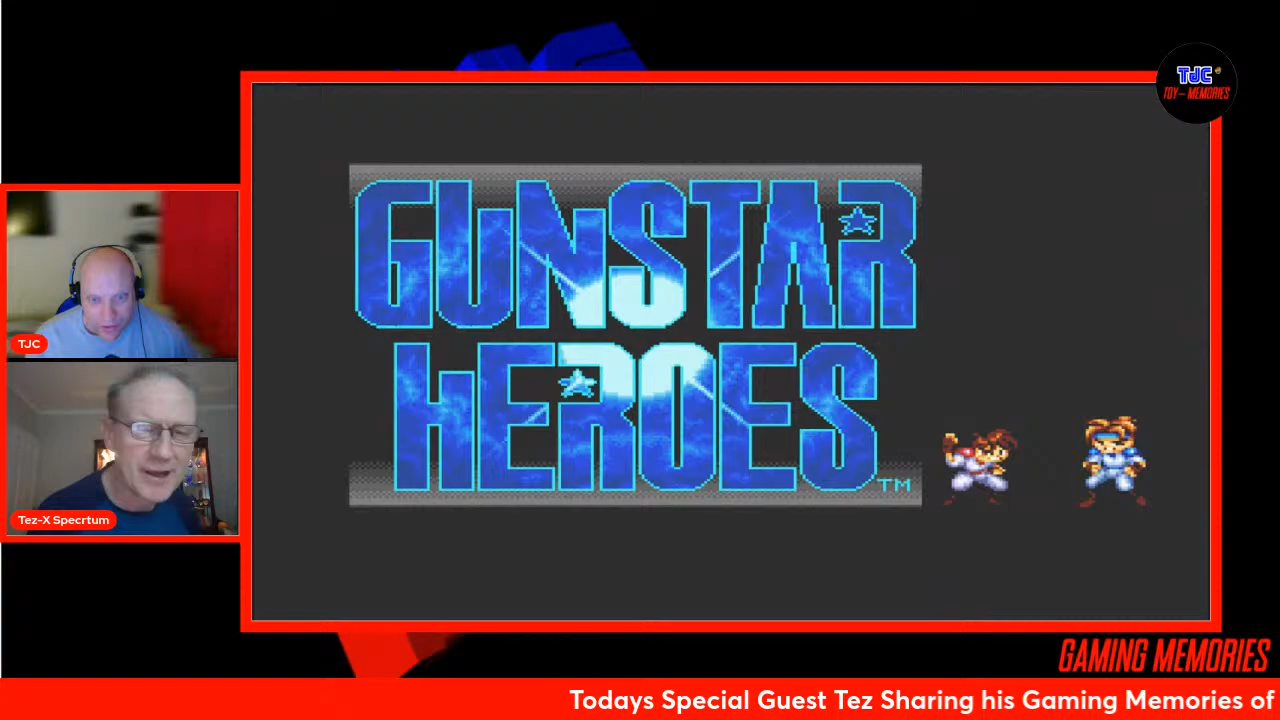 TJC
TOY-MEMORIES
GUNSTAR
HEROES
TM
TJC
Tez-X Specrtum
GAMING MEMORIES
Todays Special Guest Tez Sharing his Gaming Memories of